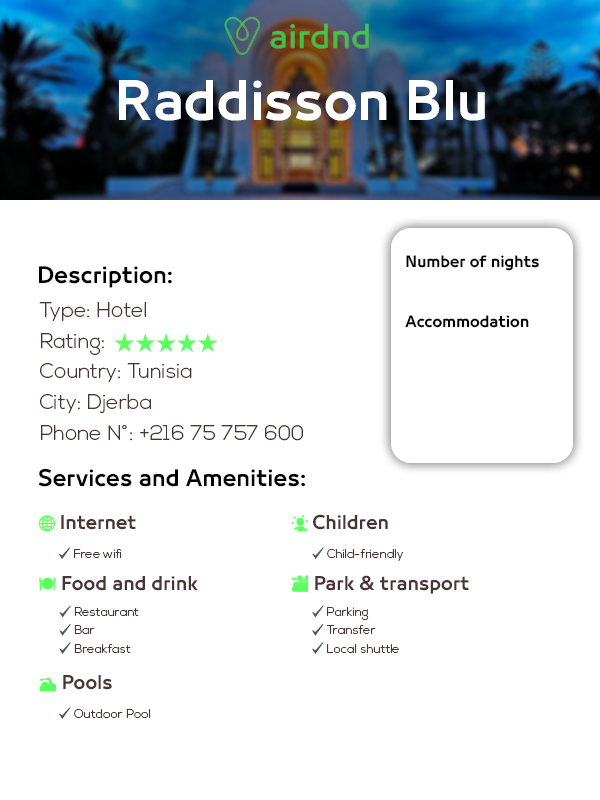 airdnd
Raddisson Blu
Number of nights
Accommodation
Description:
Type: Hotel
Rating:
Country: Tunisia
City: Djerba
Phone N°: +216 75 757 600
Services and Amenities:
Internet
✓ Free wifi
Children
✓ Child-friendly
Food and drink
✓ Restaurant
✓ Bar
✓ Breakfast
Park & transport
✓ Parking
✓ Transfer
✓ Local shuttle
Pools
✓ Outdoor Pool